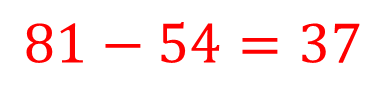 81 − 54 = 37